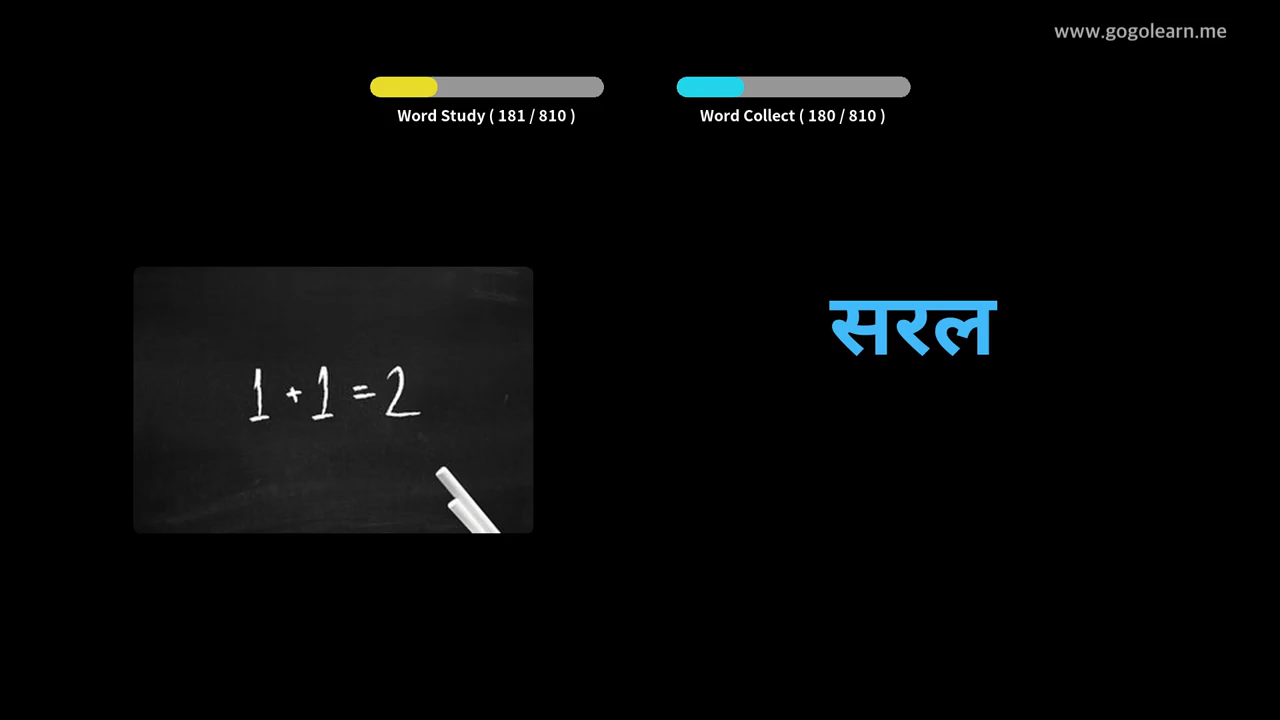 www.gogolearn.me
Word Study ( 181 / 810 )
Word Collect ( 180 / 810 )
सरल
1 + 1 = 2